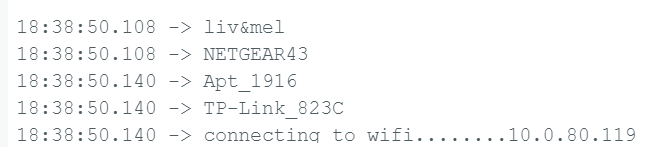 18:38:50.108 -> liv&mel
18:38:50.108 -> NETGEAR43
18:38:50.140 -> Apt_1916
18:38:50.140 -> TP-Link_823C
18:38:50.140 -> connecting to wifi........10.0.80.119